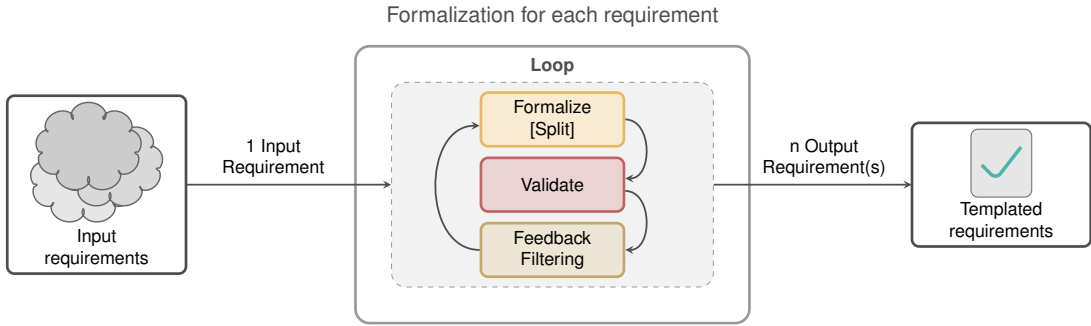 Formalization for each requirement
Loop
Formalize
[Split]
Validate
Feedback
Filtering
Input
requirements
1 Input
Requirement
n Output
Requirement(s)
Templated
requirements